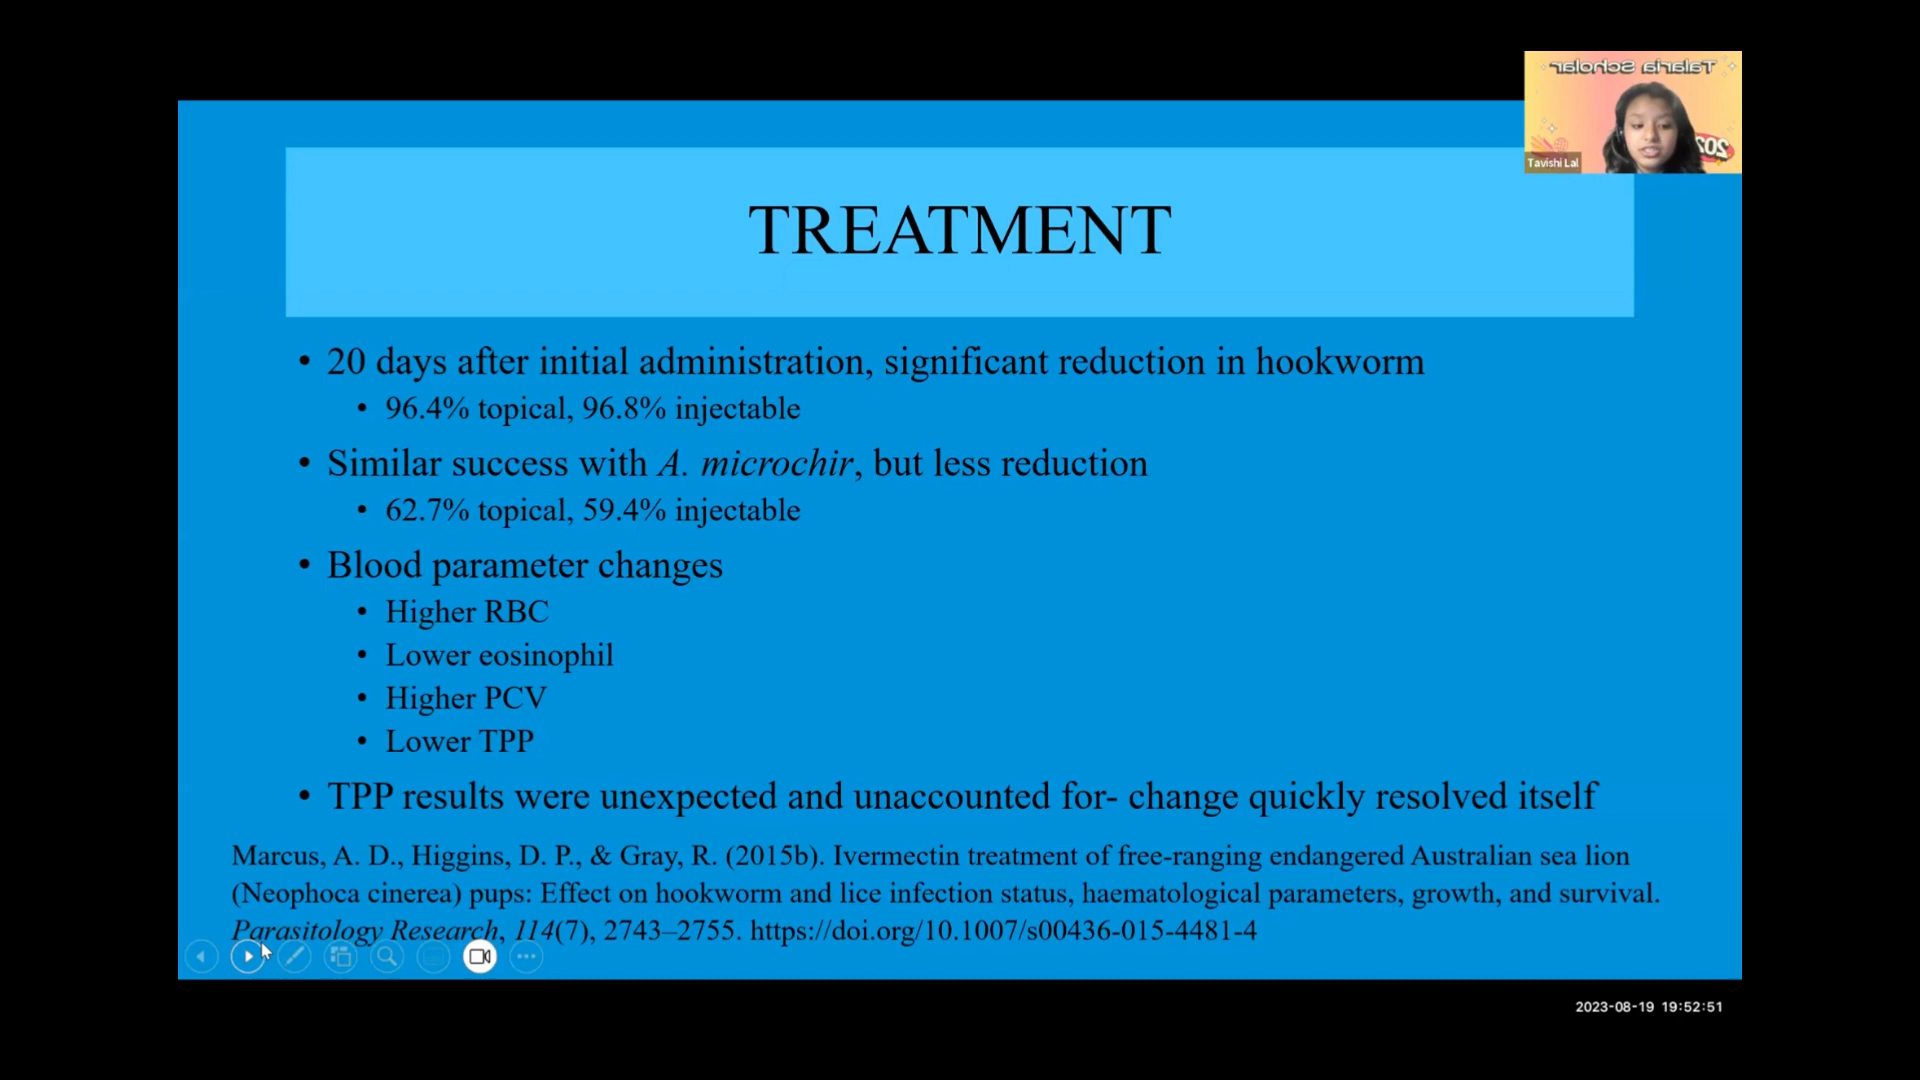 Talaria Scholar
202
Tavishi Lal
TREATMENT
• 20 days after initial administration, significant reduction in hookworm
• 96.4% topical, 96.8% injectable
• Similar success with A. microchir, but less reduction
• 62.7% topical, 59.4% injectable
• Blood parameter changes
• Higher RBC
• Lower eosinophil
• Higher PCV
• Lower TPP
• TPP results were unexpected and unaccounted for- change quickly resolved itself
Marcus, A. D., Higgins, D. P., & Gray, R. (2015b). Ivermectin treatment of free-ranging endangered Australian sea lion
(Neophoca cinerea) pups: Effect on hookworm and lice infection status, haematological parameters, growth, and survival.
Parasitology Research, 114(7), 2743–2755. https://doi.org/10.1007/s00436-015-4481-4
2023-08-19 19:52:51